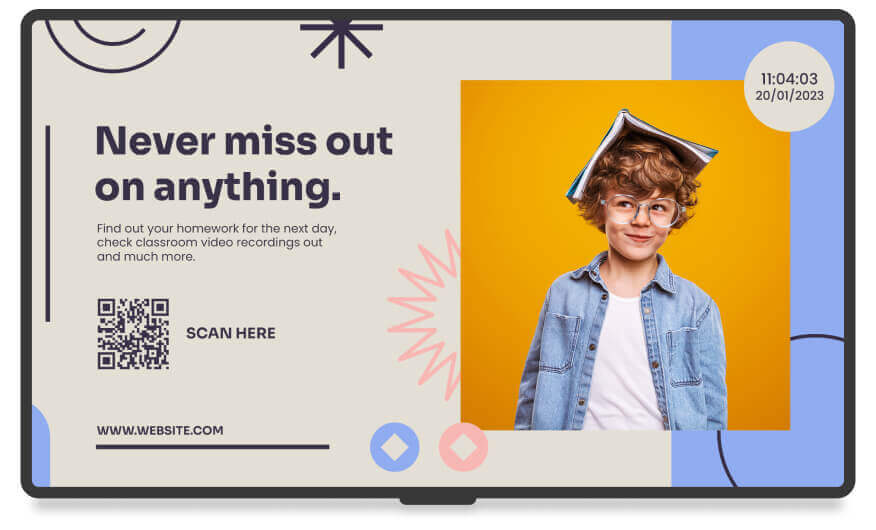 11:04:03
20/01/2023
Never miss out
on anything.
Find out your homework for the next day,
check classroom video recordings out
and much more.
SCAN HERE
WWW.WEBSITE.COM